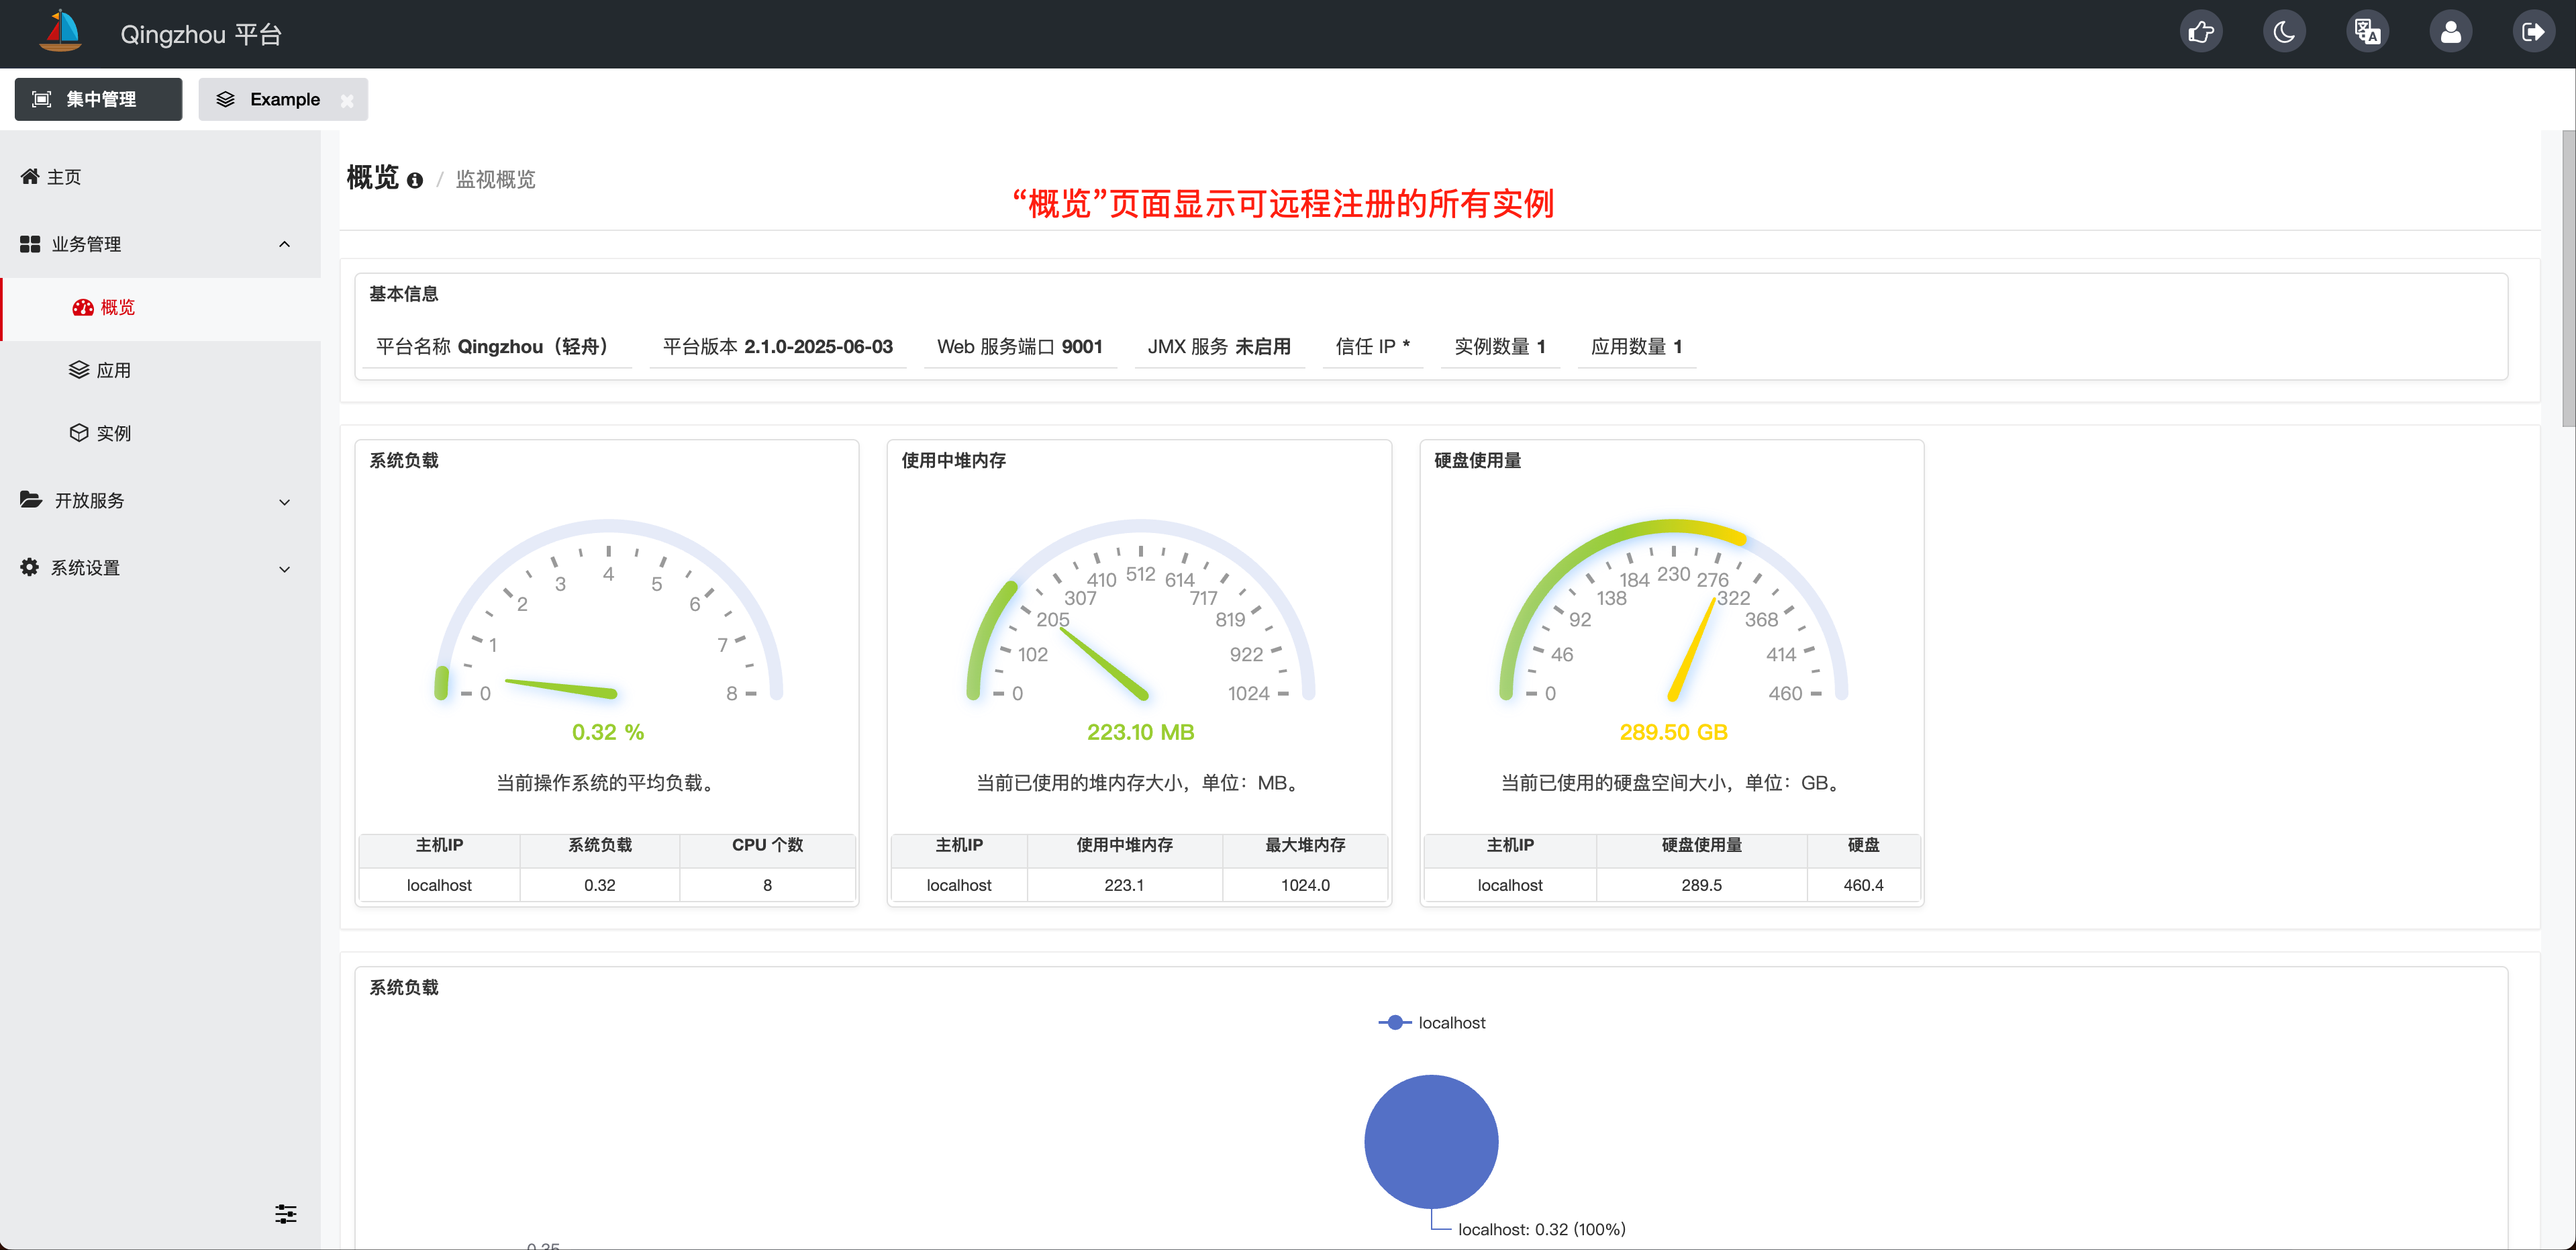 Qingzhou 平台
集中管理
Example
主页
业务管理
概览
应用
实例
开放服务
系统设置
概览 / 监视概览
“概览”页面显示可远程注册的所有实例
基本信息
平台名称 Qingzhou（轻舟） 平台版本 2.1.0-2025-06-03 Web 服务端口 9001 JMX 服务 未启用 信任 IP * 实例数量 1 应用数量 1
系统负载
0 1 2 3 4 5 6 7 8
0.32 %
当前操作系统的平均负载。
主机IP 系统负载 CPU 个数
localhost 0.32 8
使用中堆内存
0 102 205 307 410 512 614 717 819 922 1024
223.10 MB
当前已使用的堆内存大小，单位：MB。
主机IP 使用中堆内存 最大堆内存
localhost 223.1 1024.0
硬盘使用量
0 46 92 138 184 230 276 322 368 414 460
289.50 GB
当前已使用的硬盘空间大小，单位：GB。
主机IP 硬盘使用量 硬盘
localhost 289.5 460.4
系统负载
localhost
localhost: 0.32 (100%)